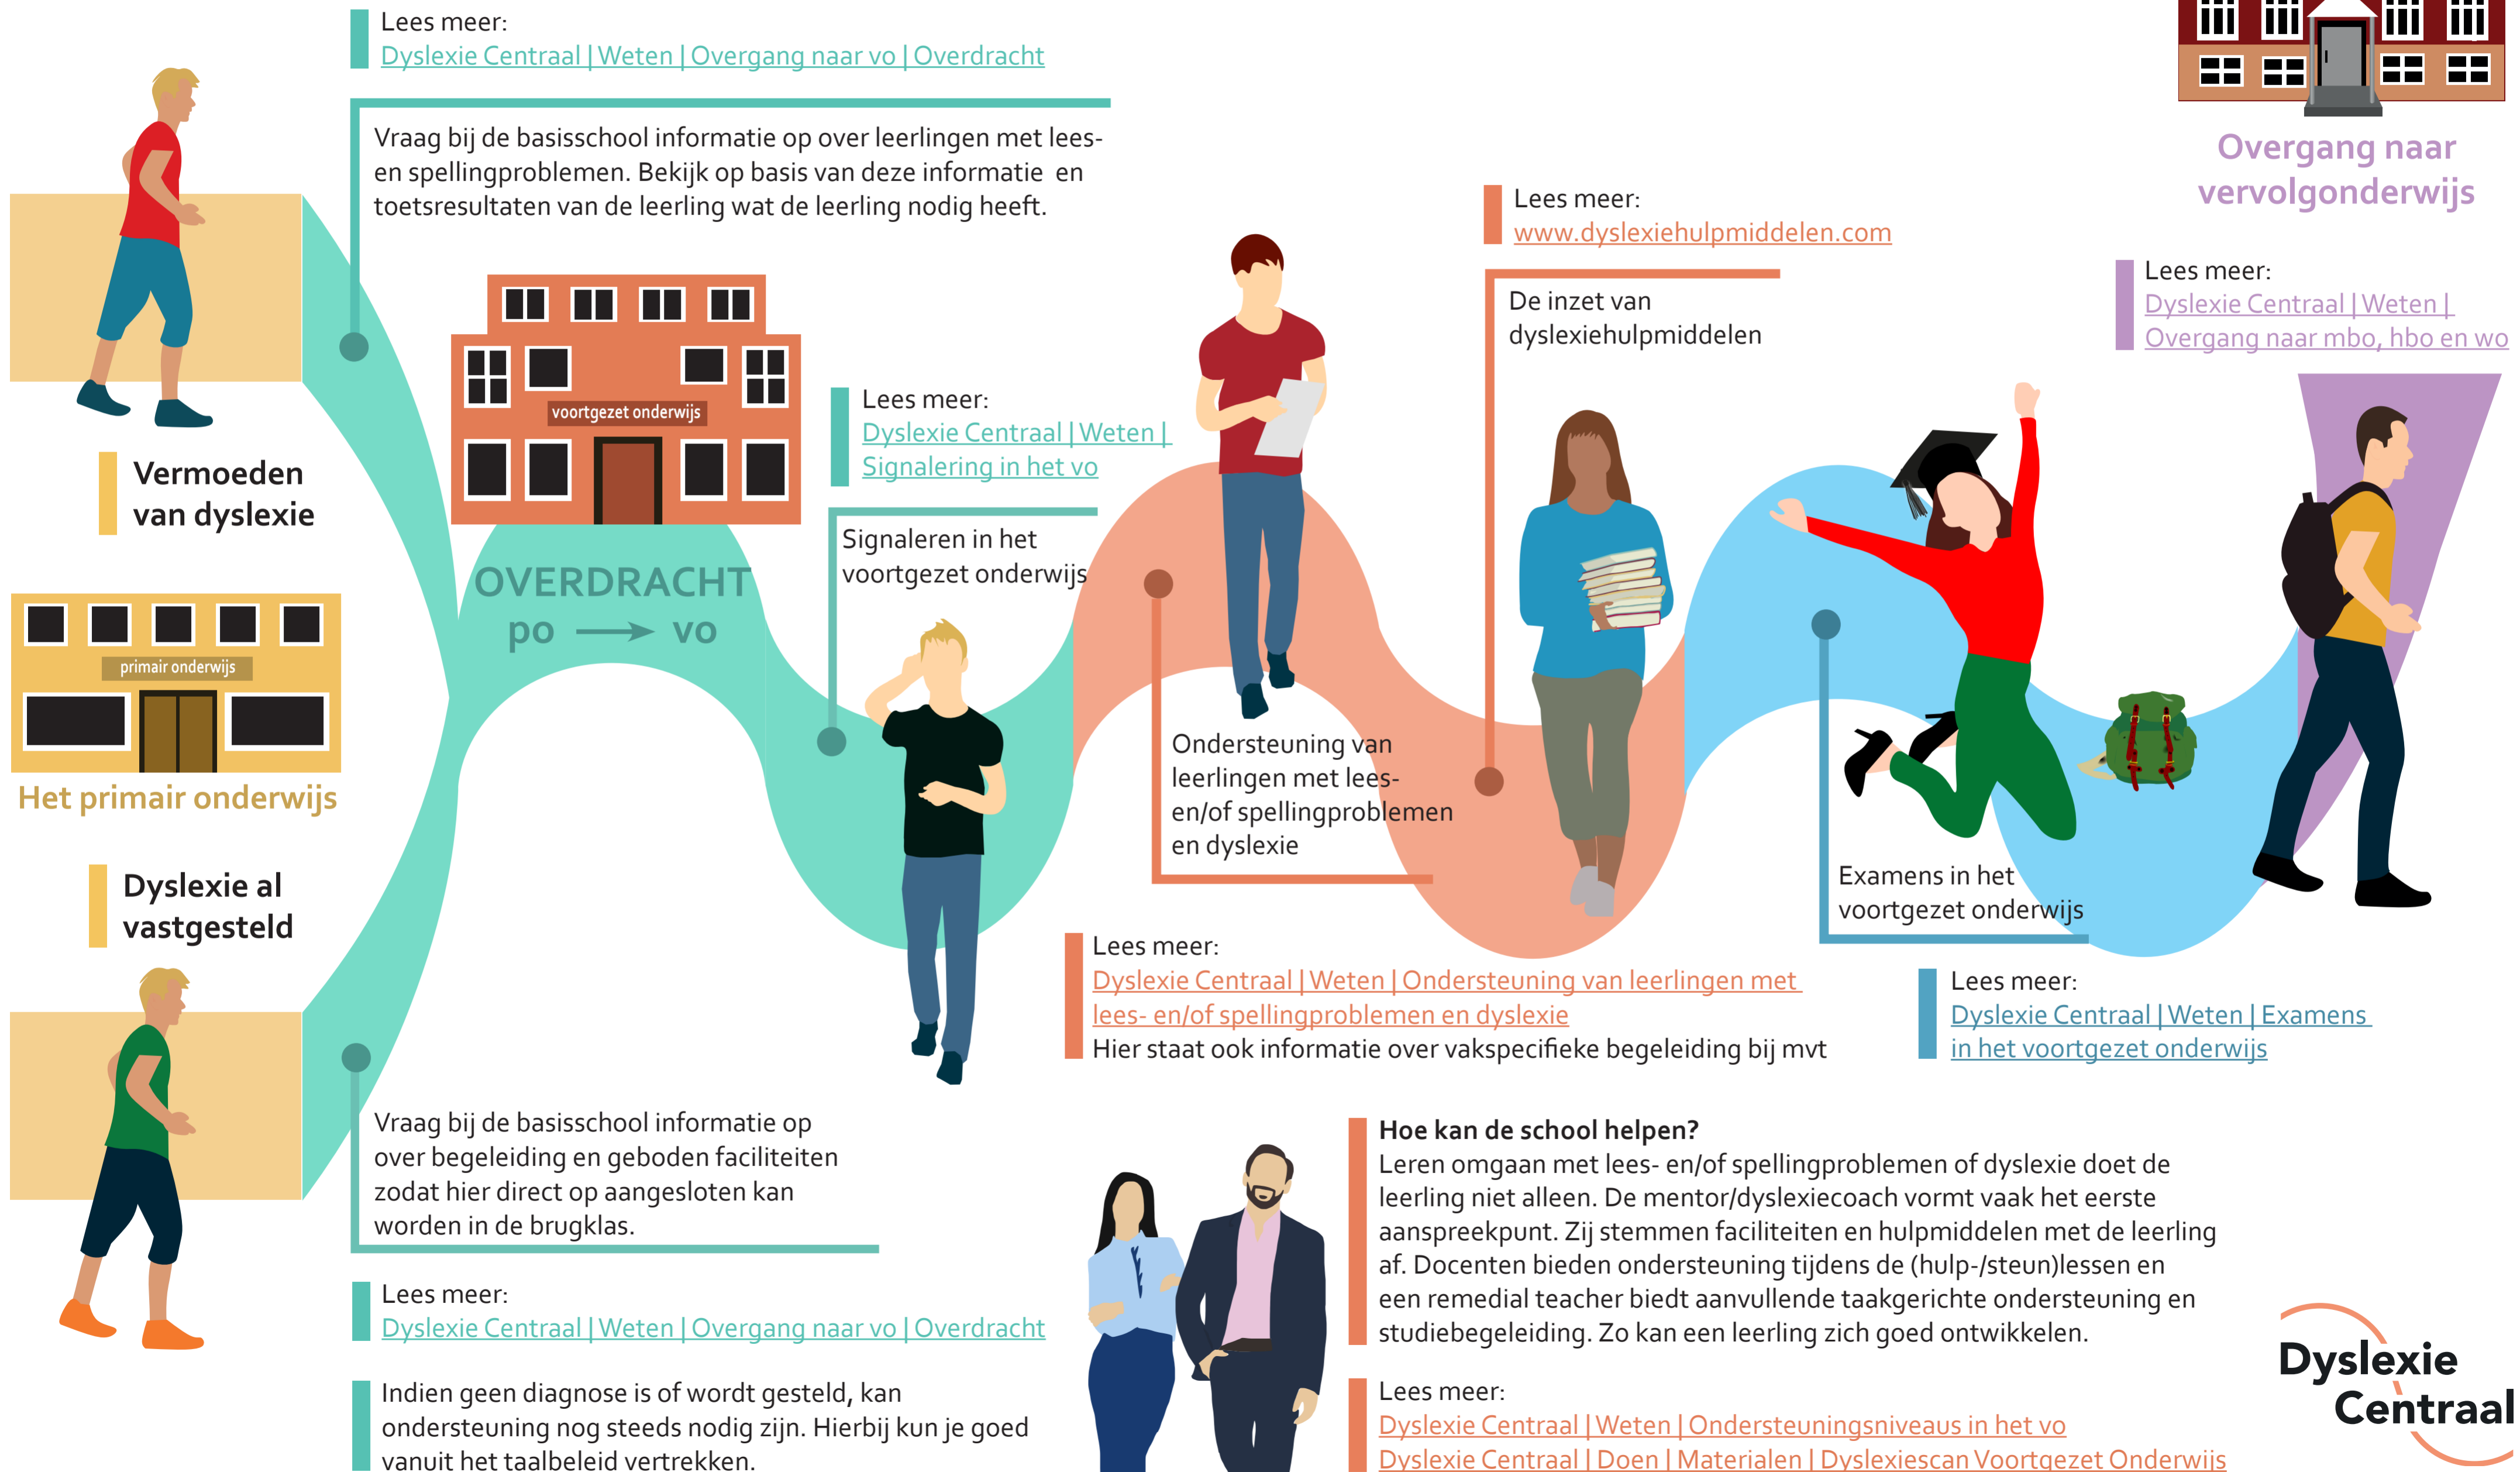 Lees meer:
Dyslexie Centraal | Weten | Overgang naar vo | Overdracht
Vraag bij de basisschool informatie op over leerlingen met lees-
en spellingproblemen. Bekijk op basis van deze informatie en
toetsresultaten van de leerling wat de leerling nodig heeft.
Vermoeden
van dyslexie
primair onderwijs
Het primair onderwijs
Dyslexie al
vastgesteld
voortgezet onderwijs
OVERDRACHT
po → vo
Vraag bij de basisschool informatie op
over begeleiding en geboden faciliteiten
zodat hier direct op aangesloten kan
worden in de brugklas.
Lees meer:
Dyslexie Centraal | Weten | Overgang naar vo | Overdracht
Indien geen diagnose is of wordt gesteld, kan
ondersteuning nog steeds nodig zijn. Hierbij kun je goed
vanuit het taalbeleid vertrekken.
Lees meer:
Dyslexie Centraal | Weten |
Signalering in het vo
Signaleren in het
voortgezet onderwijs
Ondersteuning van
leerlingen met lees-
en/of spellingproblemen
en dyslexie
Lees meer:
Dyslexie Centraal | Weten | Ondersteuning van leerlingen met
lees- en/of spellingproblemen en dyslexie
Hier staat ook informatie over vakspecifieke begeleiding bij mvt
Lees meer:
www.dyslexiehulpmiddelen.com
De inzet van
dyslexiehulpmiddelen
Examens in het
voortgezet onderwijs
Lees meer:
Dyslexie Centraal | Weten | Examens
in het voortgezet onderwijs
Overgang naar
vervolgonderwijs
Lees meer:
Dyslexie Centraal | Weten |
Overgang naar mbo, hbo en wo
Hoe kan de school helpen?
Leren omgaan met lees- en/of spellingproblemen of dyslexie doet de
leerling niet alleen. De mentor/dyslexiecoach vormt vaak het eerste
aanspreekpunt. Zij stemmen faciliteiten en hulpmiddelen met de leerling
af. Docenten bieden ondersteuning tijdens de (hulp-/steun)lessen en
een remedial teacher biedt aanvullende taakgerichte ondersteuning en
studiebegeleiding. Zo kan een leerling zich goed ontwikkelen.
Lees meer:
Dyslexie Centraal | Weten | Ondersteuningsniveaus in het vo
Dyslexie Centraal | Doen | Materialen | Dyslexiescan Voortgezet Onderwijs
Dyslexie
Centraal